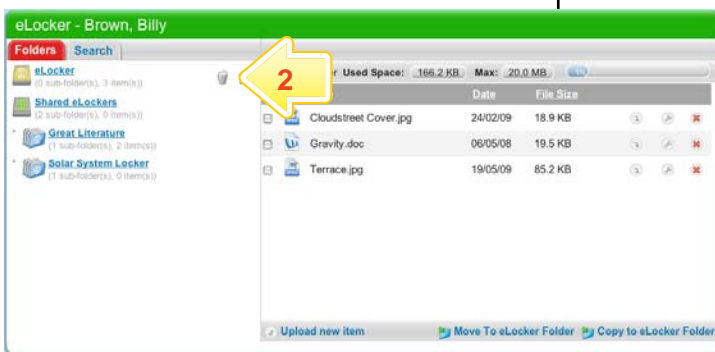 eLocker - Brown, Billy
Folders Search
eLocker
(0 sub-folder(s), 3 item(s))
Shared eLockers
(2 sub-folder(s), 0 item(s))
Great Literature
(1 sub-folder(s), 2 item(s))
Solar System Locker
(1 sub-folder(s), 0 item(s))
2
Used Space: 166.2 KB Max: 20.0 MB
Date File Size
Cloudstreet Cover.jpg 24/02/09 18.9 KB
Gravity.doc 06/05/08 19.5 KB
Terrace.jpg 19/05/09 85.2 KB
Upload new item Move To eLocker Folder Copy to eLocker Folder